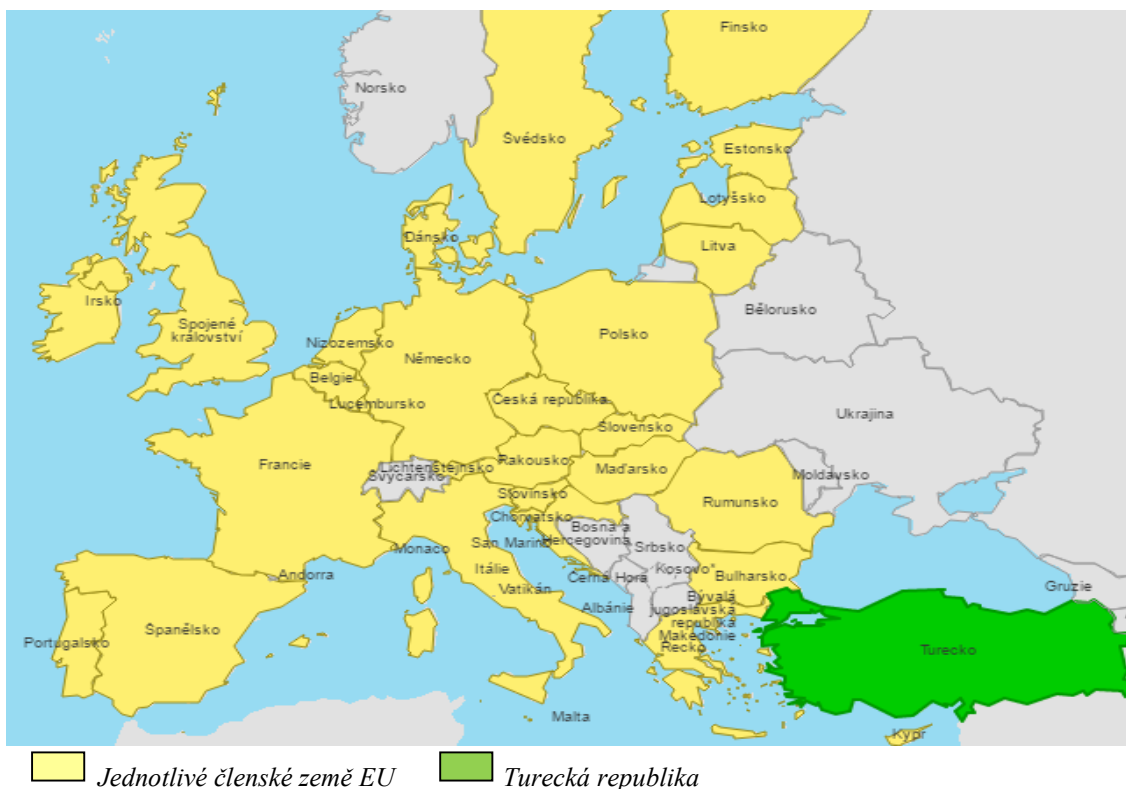 Finsko
Norsko
Švédsko
Estonsko
Lotyšsko
Dánsko
Litva
Irsko
Bělorusko
Spojené
království
Nizozemsko
Polsko
Německo
Belgie
Lucembursko
Česká republika
Ukrajina
Slovensko
Francie
Lichtenštejnsko
Švýcarsko
Rakousko
Maďarsko
Moldavsko
Slovinsko
Rumunsko
Chorvatsko
Bosna a
Hercegovina
Monaco
San Marino
Srbsko
Itálie
Kosovo*
Andorra
Vatikán
Černá Hora
Bulharsko
Gruzie
Albánie
Bývalá
jugoslávská
republika
Makedonie
Španělsko
Portugalsko
Řecko
Turecko
Malta
Kypr
Jednotlivé členské země EU
Turecká republika